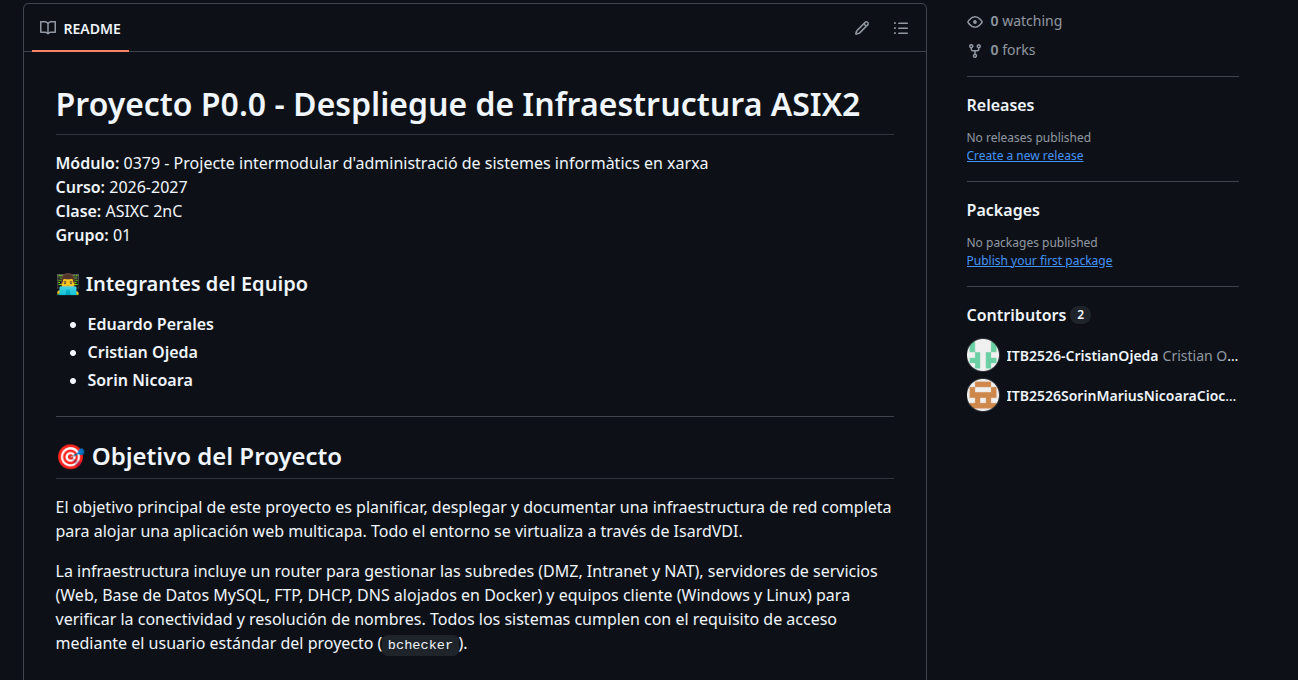 README
Proyecto P0.0 - Despliegue de Infraestructura ASIX2
Módulo: 0379 - Projecte intermodular d'administració de sistemes informàtics en xarxa
Curso: 2026-2027
Clase: ASIXC 2nC
Grupo: 01
Integrantes del Equipo
Eduardo Perales
Cristian Ojeda
Sorin Nicoara
Objetivo del Proyecto
El objetivo principal de este proyecto es planificar, desplegar y documentar una infraestructura de red completa
para alojar una aplicación web multicapa. Todo el entorno se virtualiza a través de IsardVDI.
La infraestructura incluye un router para gestionar las subredes (DMZ, Intranet y NAT), servidores de servicios
(Web, Base de Datos MySQL, FTP, DHCP, DNS alojados en Docker) y equipos cliente (Windows y Linux) para
verificar la conectividad y resolución de nombres. Todos los sistemas cumplen con el requisito de acceso
mediante el usuario estándar del proyecto ( bchecker ).
0 watching
0 forks
Releases
No releases published
Create a new release
Packages
No packages published
Publish your first package
Contributors 2
ITB2526-CristianOjeda Cristian O...
ITB2526SorinMariusNicoaraCioc...